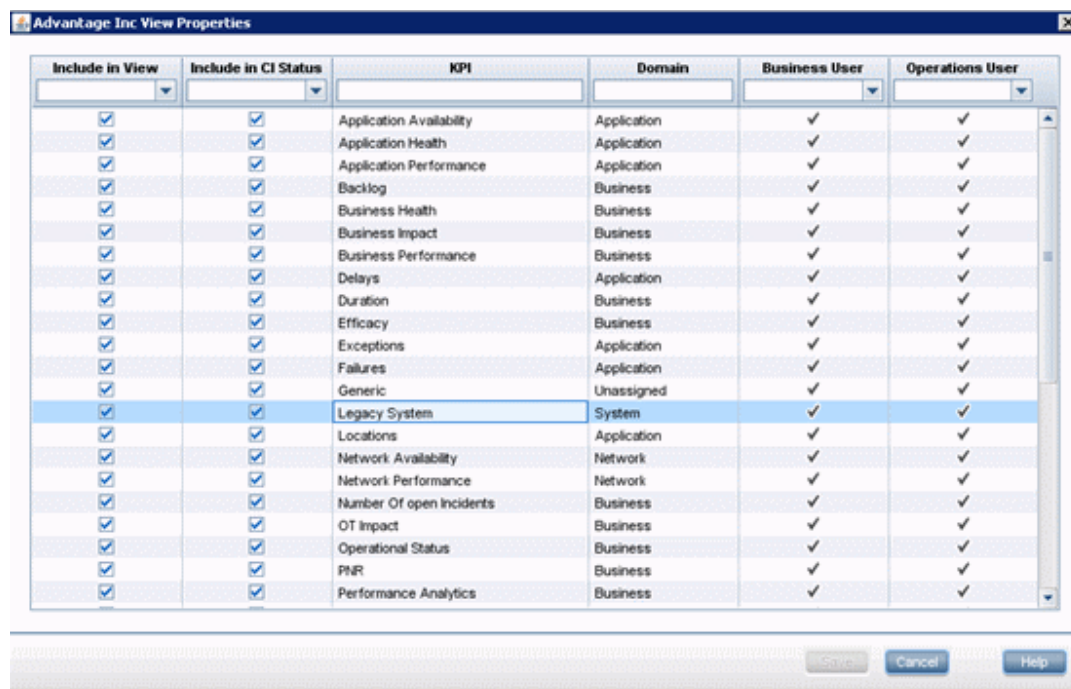 Advantage Inc View Properties
Include in View Include in CI Status KPI Domain Business User Operations User
Application Availability Application
Application Health Application
Application Performance Application
Backlog Business
Business Health Business
Business Impact Business
Business Performance Business
Delays Application
Duration Business
Efficacy Business
Exceptions Application
Failures Application
Generic Unassigned
Legacy System System
Locations Application
Network Availability Network
Network Performance Network
Number Of open Incidents Business
OT Impact Business
Operational Status Business
PNR Business
Performance Analytics Business
Save Cancel Help